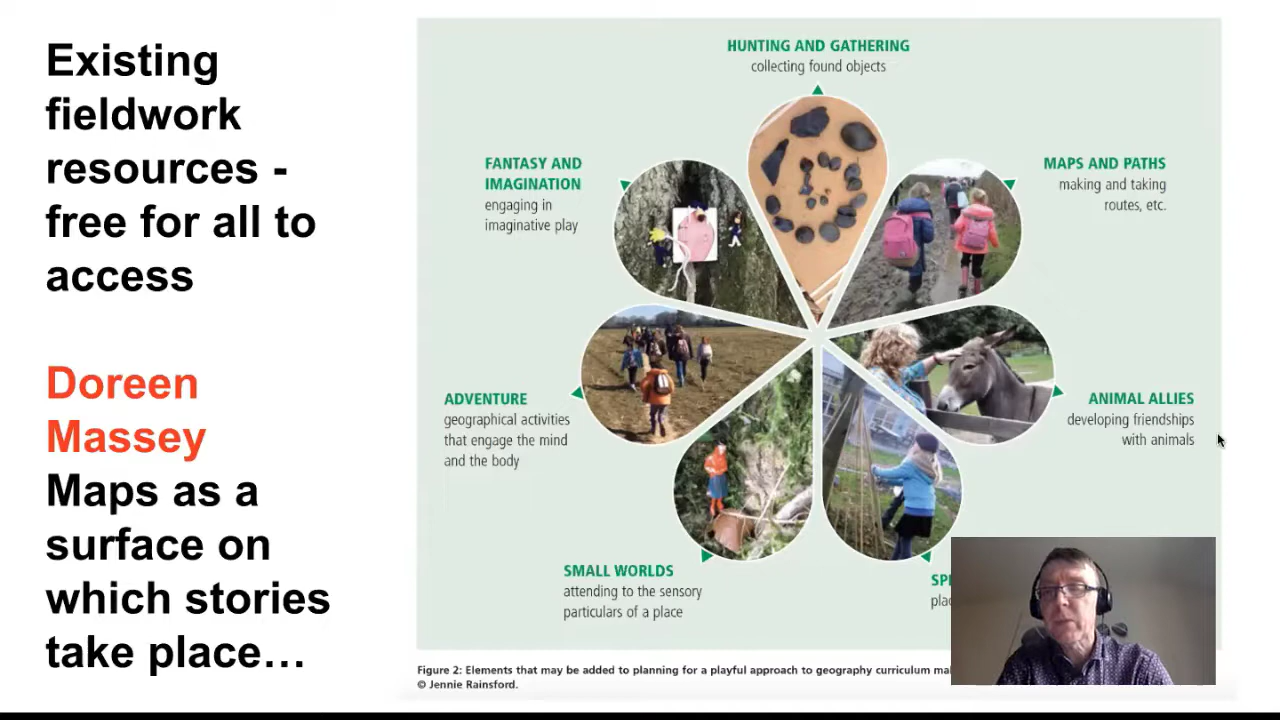 Existing
fieldwork
resources -
free for all to
access
Doreen
Massey
Maps as a
surface on
which stories
take place…
HUNTING AND GATHERING
collecting found objects
FANTASY AND
IMAGINATION
engaging in
imaginative play
MAPS AND PATHS
making and taking
routes, etc.
ADVENTURE
geographical activities
that engage the mind
and the body
ANIMAL ALLIES
developing friendships
with animals
SMALL WORLDS
attending to the sensory
particulars of a place
Figure 2: Elements that may be added to planning for a playful approach to geography curriculum
© Jennie Rainsford.